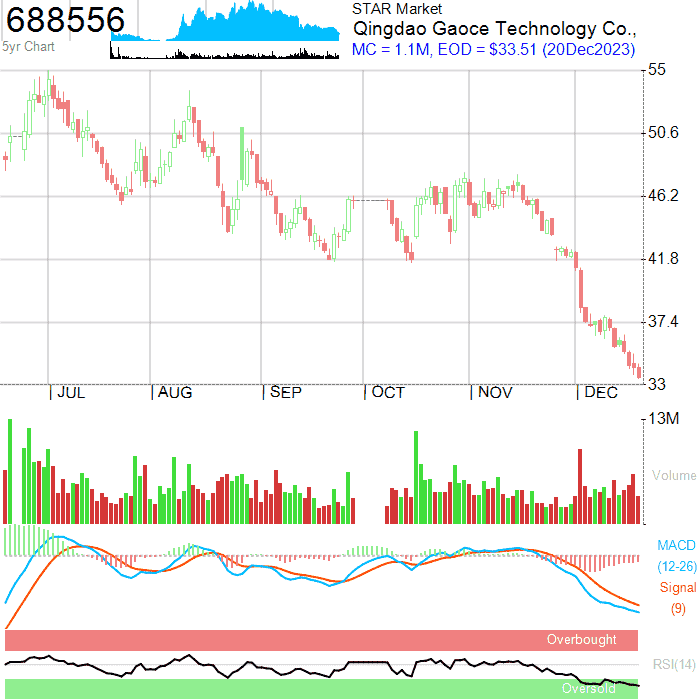 688556
5yr Chart
STAR Market
Qingdao Gaoce Technology Co.,
MC = 1.1M, EOD = $33.51 (20Dec2023)
55
50.6
46.2
41.8
37.4
33
JUL AUG SEP OCT NOV DEC
13M
Volume
MACD
(12-26)
Signal
(9)
Overbought
RSI(14)
Oversold